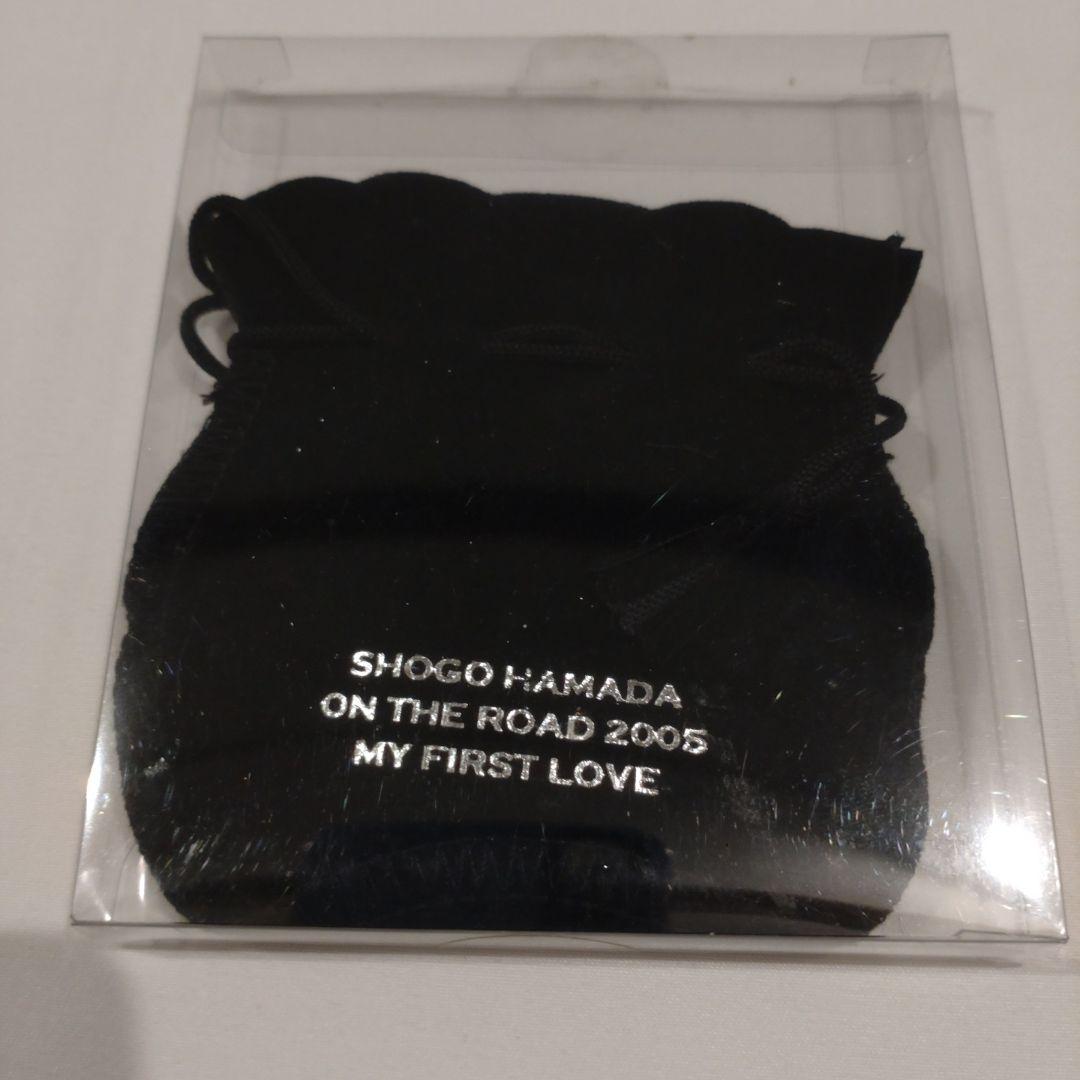 SHOGO HAMADA
ON THE ROAD 2005
MY FIRST LOVE